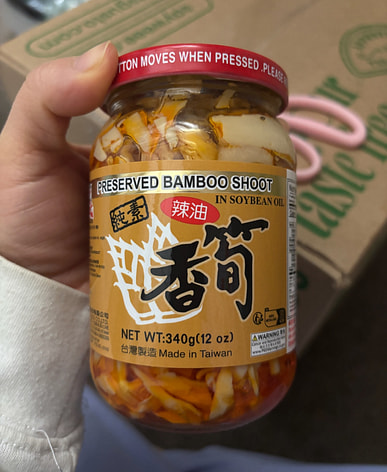 TTON MOVES WHEN PRESSED ,PLEASE
PRESERVED BAMBOO SHOOT
IN SOYBEAN OIL
純素
辣油
香筍
NET WT:340g(12 oz)
台灣製造 Made in Taiwan
WARNING
taste